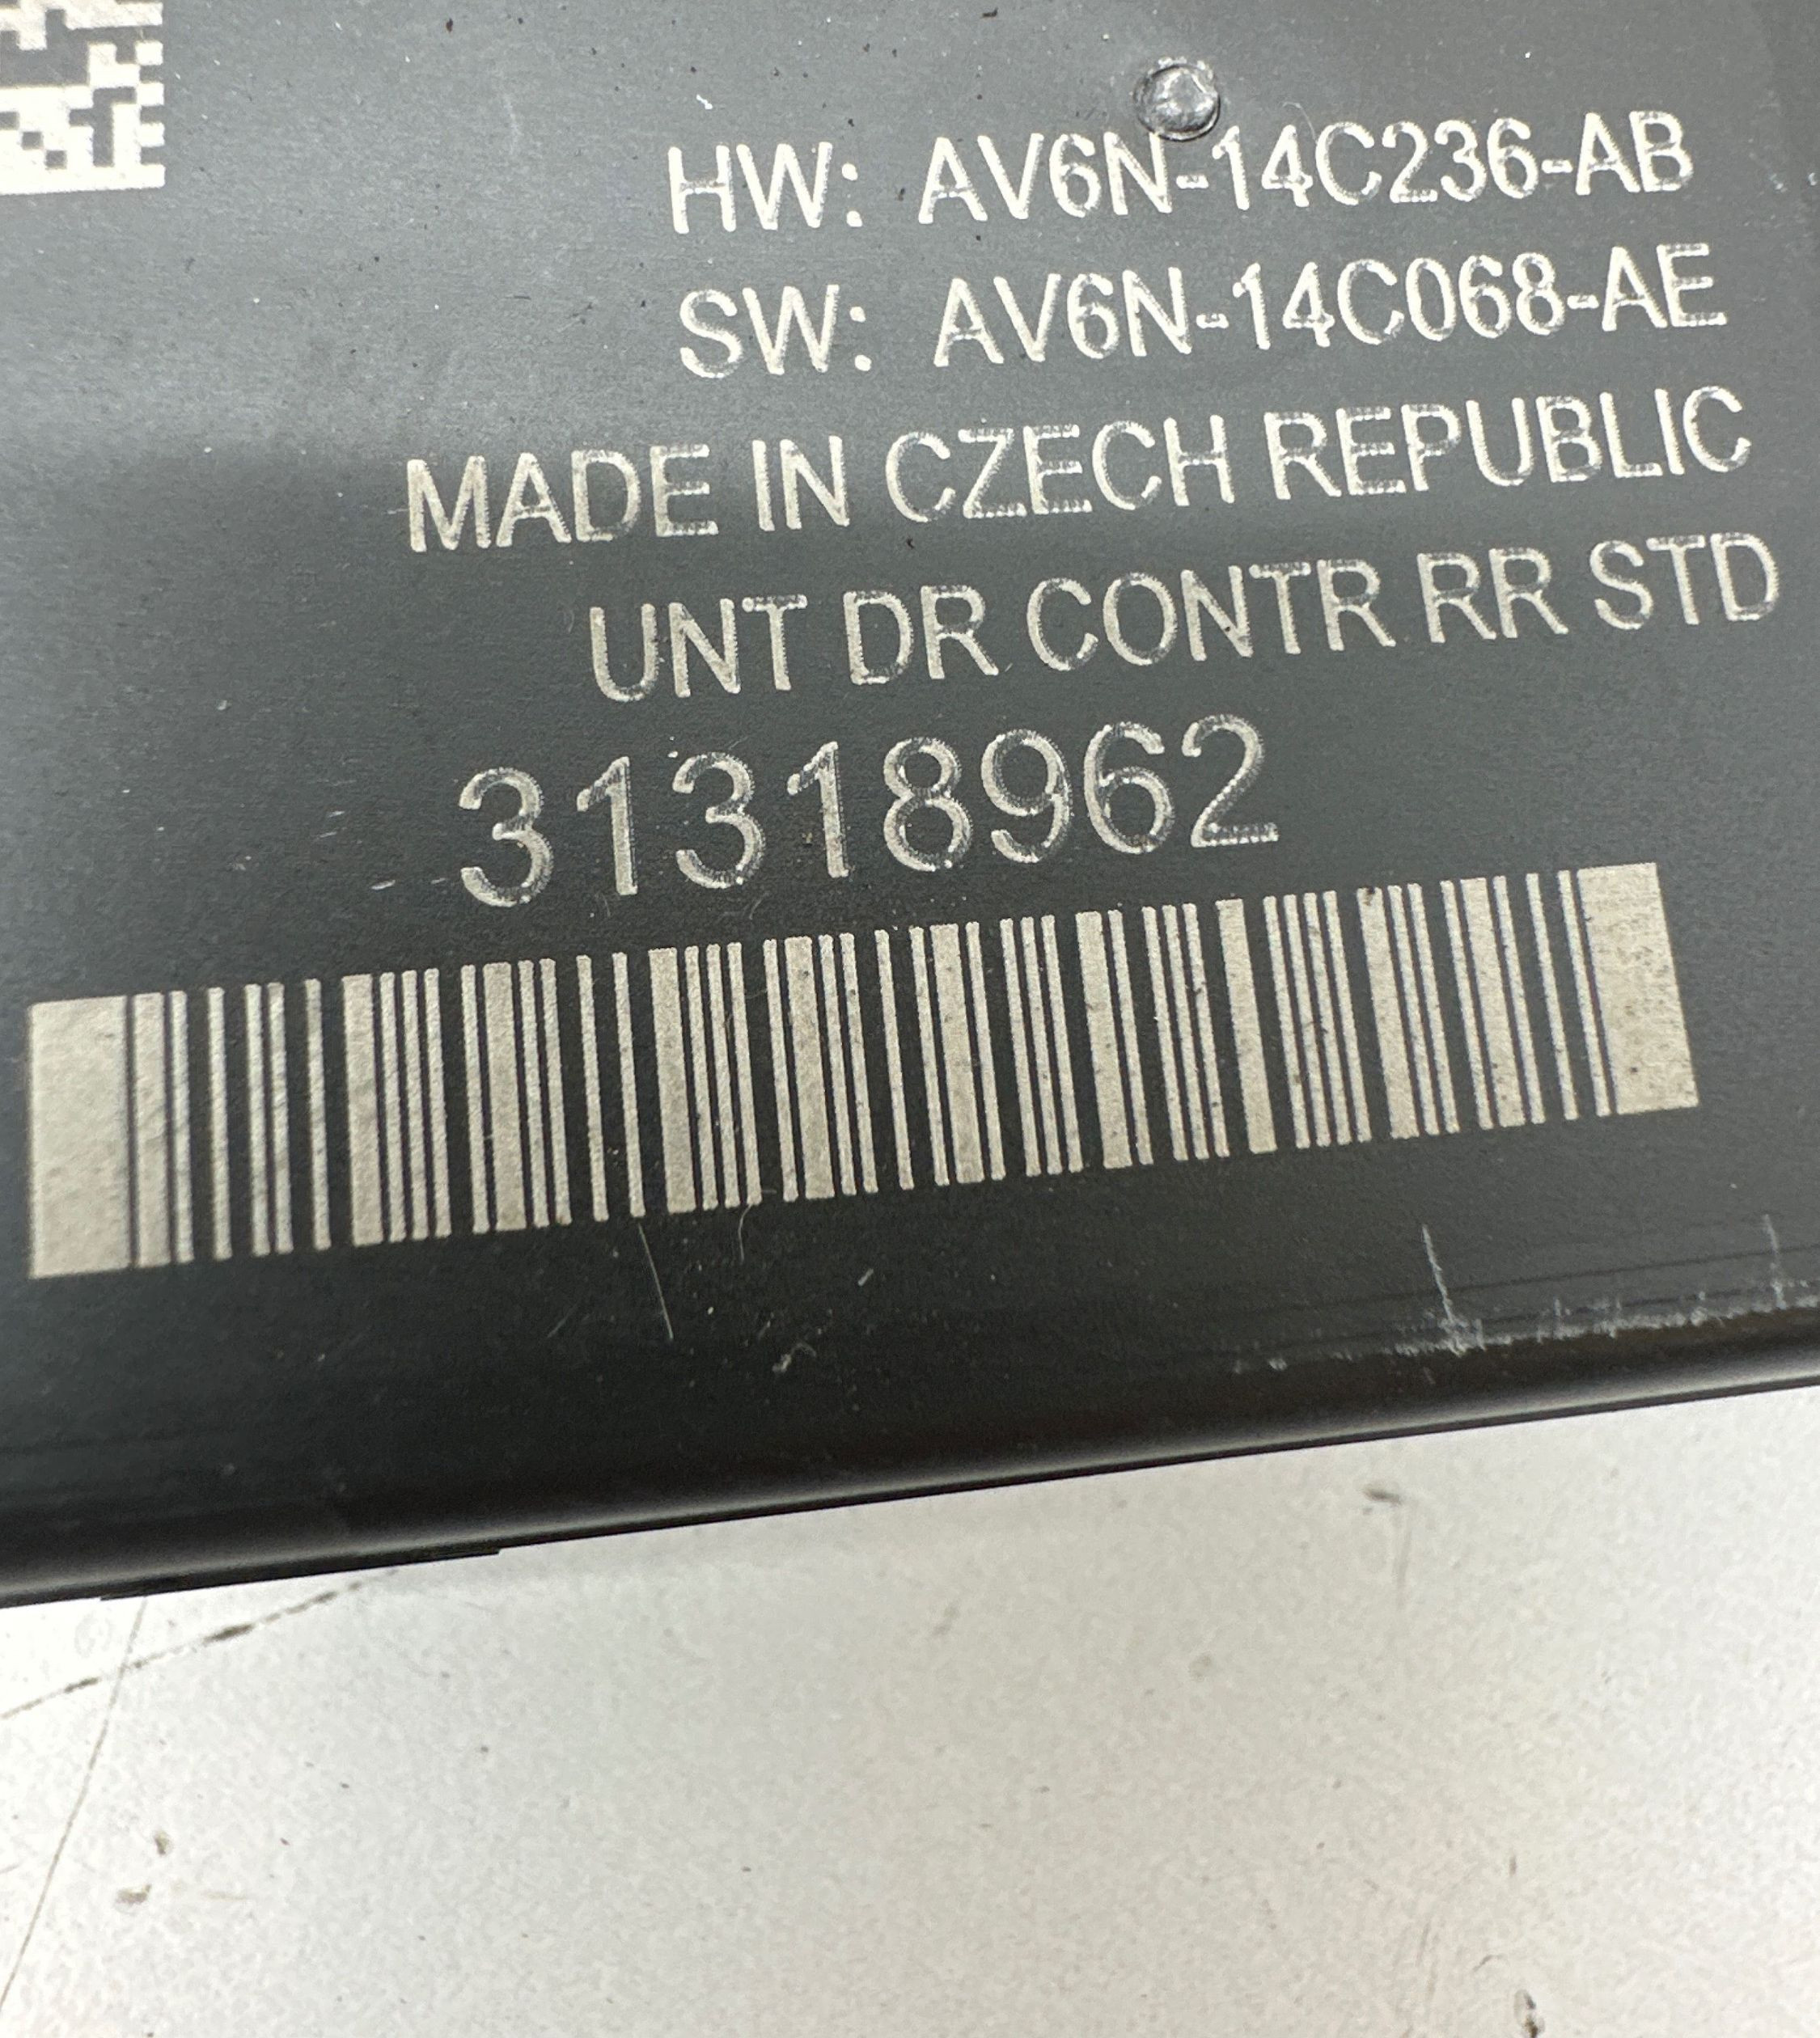 HW: AV6N-14C236-AB
SW: AV6N-14C068-AE
MADE IN CZECH REPUBLIC
UNT DR CONTR RR STD
31318962